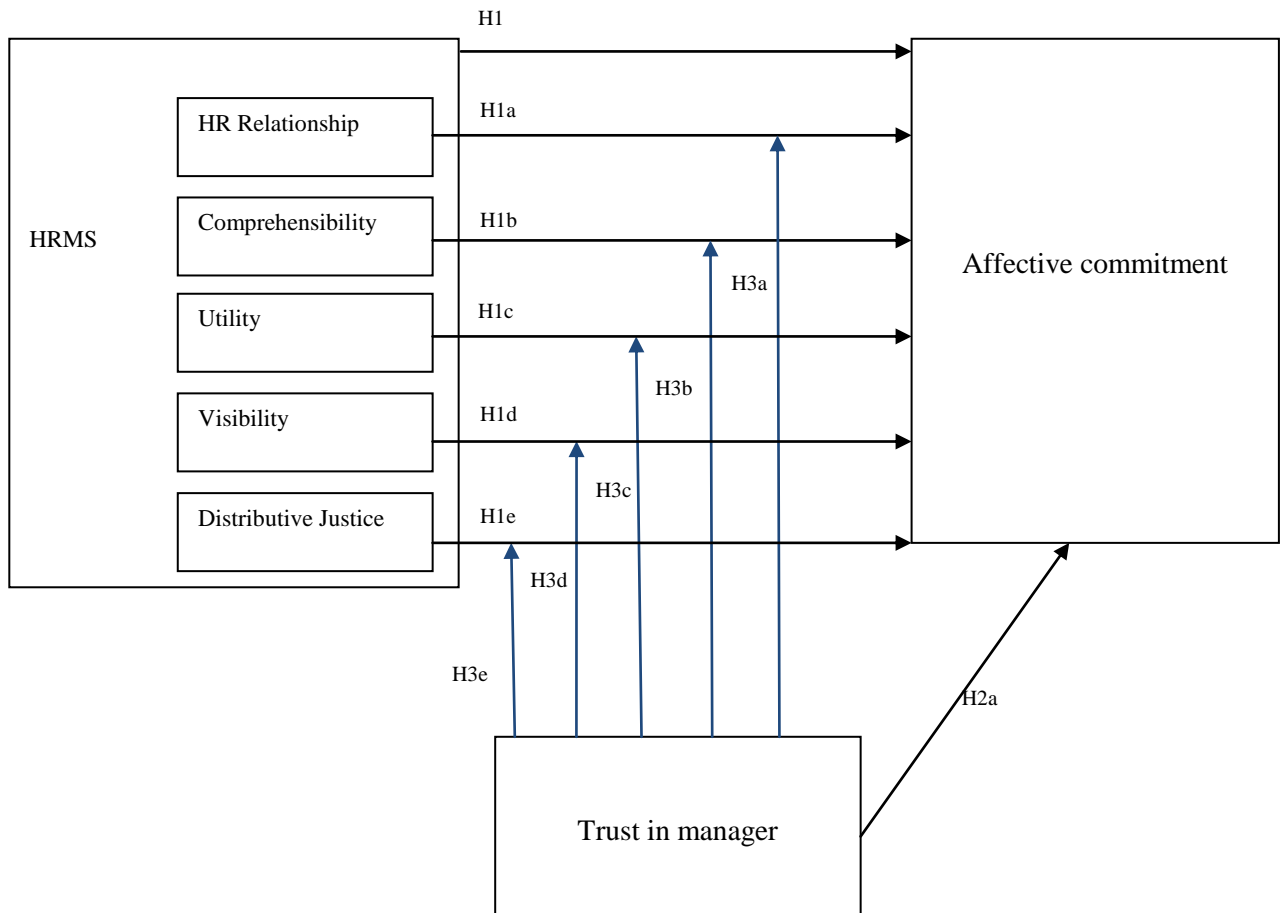 H1
HR Relationship
H1a
Comprehensibility
H1b
HRMS
Affective commitment
H3a
Utility
H1c
H3b
Visibility
H1d
H3c
Distributive Justice
H1e
H3d
H3e
H2a
Trust in manager